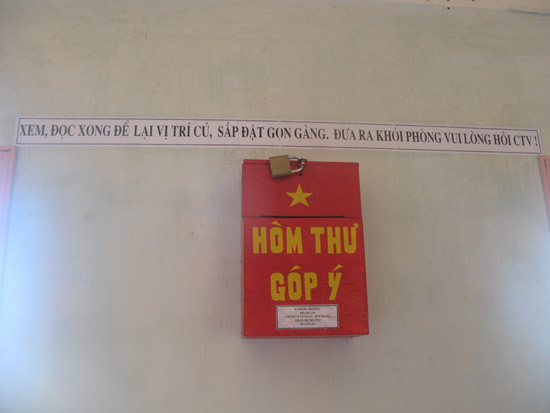 XEM, ĐỌC XONG ĐỂ LẠI VỊ TRÍ CỦ, SẮP ĐẶT GỌN GÀNG. ĐƯA RA KHỎI PHÒNG VUI LÒNG HỎI CTV !
HÒM THƯ
GÓP Ý